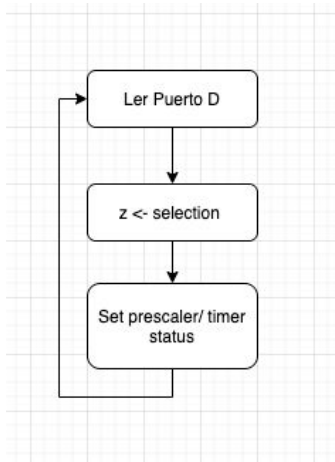 Ler Puerto D
z <- selection
Set prescaler/ timer
status